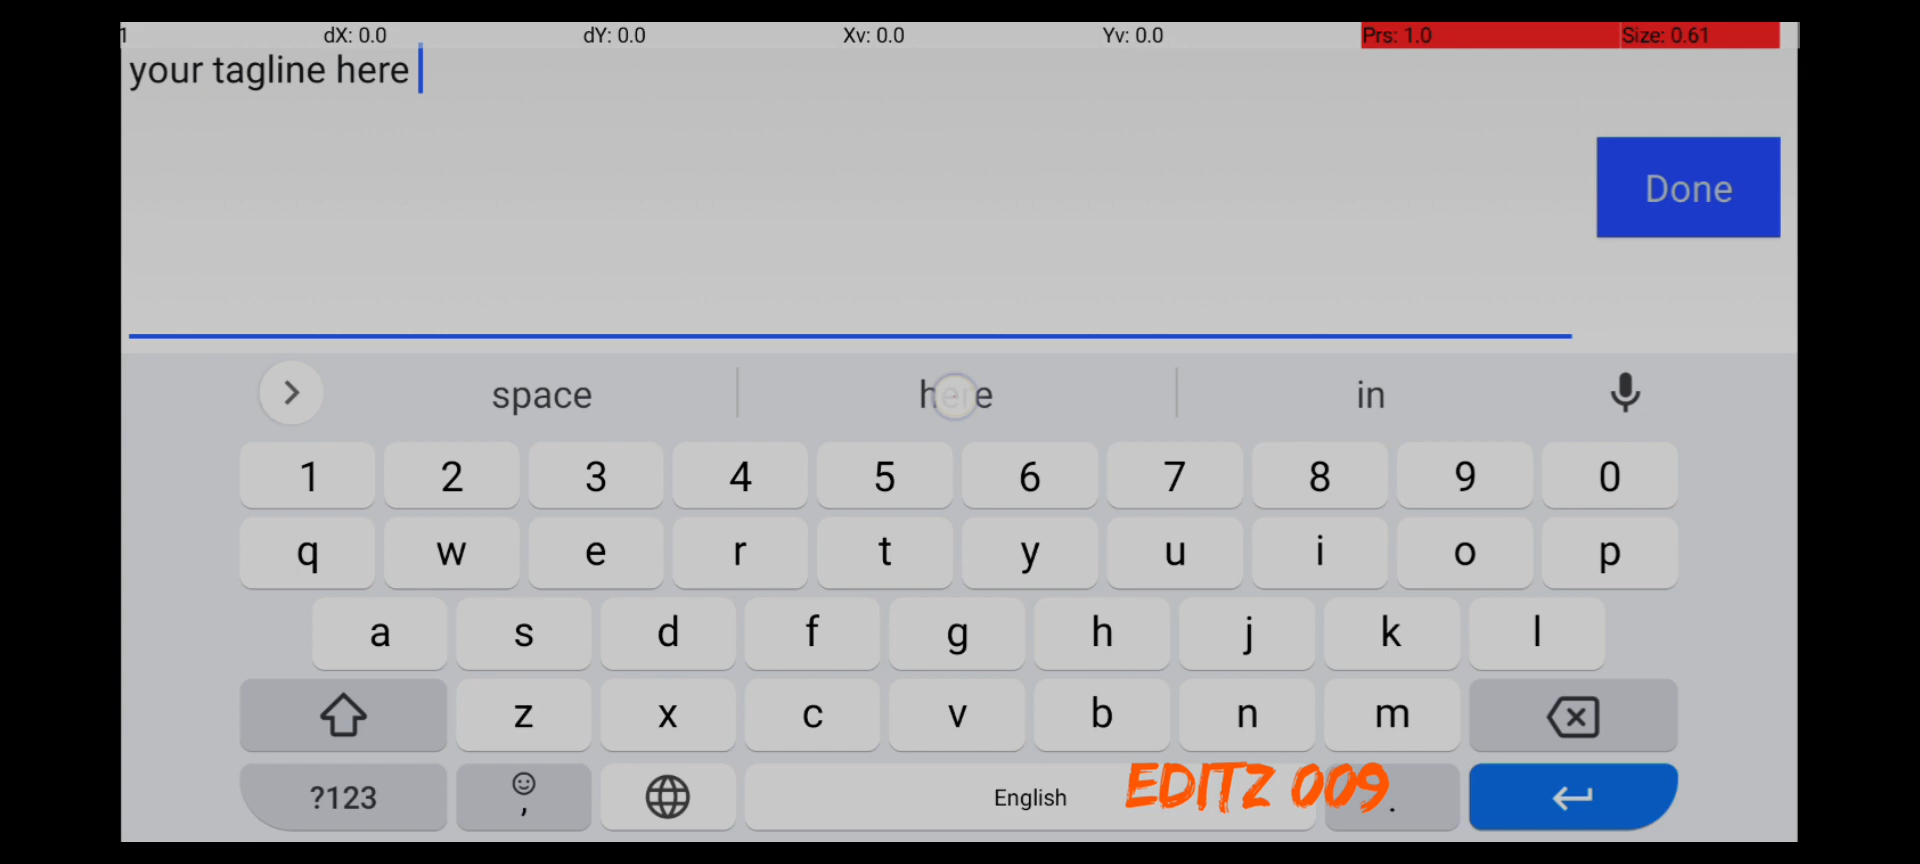 1 dX: 0.0 dY: 0.0 Xv: 0.0 Yv: 0.0 Prs: 1.0 Size: 0.61
your tagline here
Done
space here in
1 2 3 4 5 6 7 8 9 0
q w e r t y u i o p
a s d f g h j k l
z x c v b n m
?123 , English .
EDITZ 009